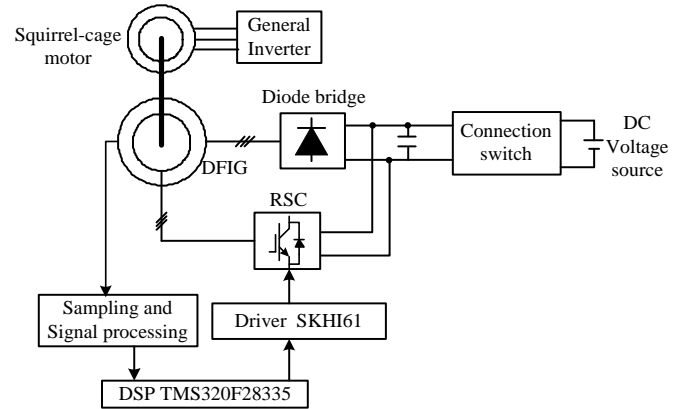 Squirrel-cage
motor
General
Inverter
Diode bridge
DFIG
Connection
switch
DC
Voltage
source
RSC
Sampling and
Signal processing
Driver SKHI61
DSP TMS320F28335